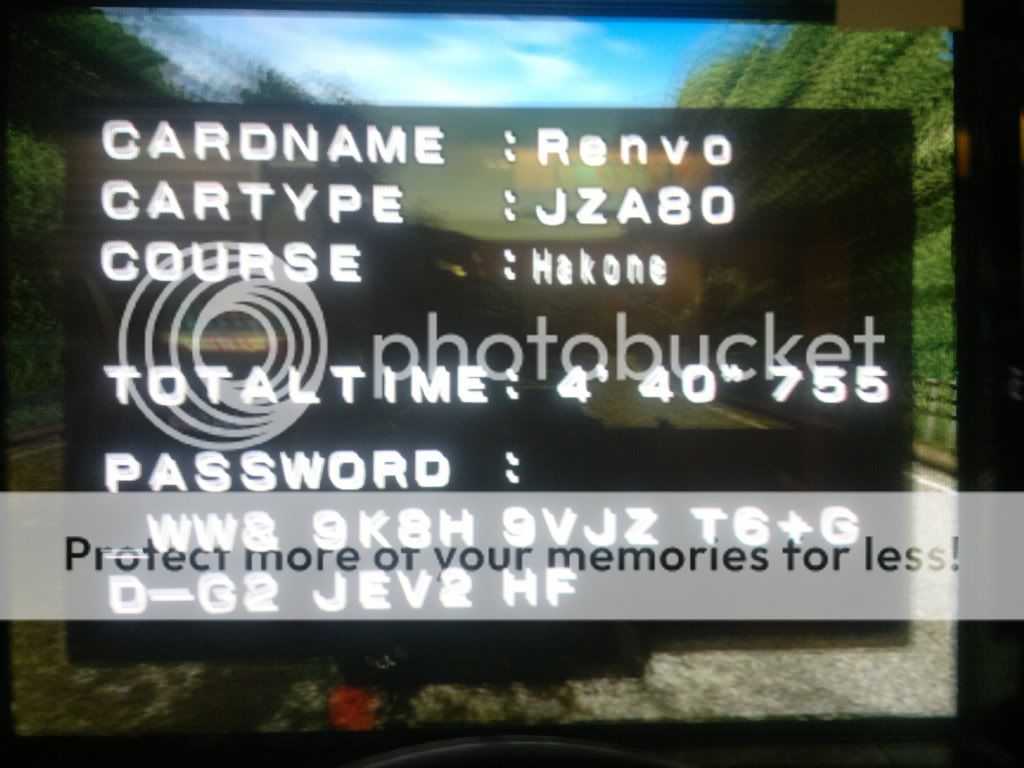 CARDNAME : Renvo
CARTYPE : JZA80
COURSE : Hakone
photobucket
TOTALTIME: 4' 40" 755
PASSWORD :
_WW& 9K8H 9VJZ T6+G
Protect more of your memories for less!
D-G2 JEV2 HF